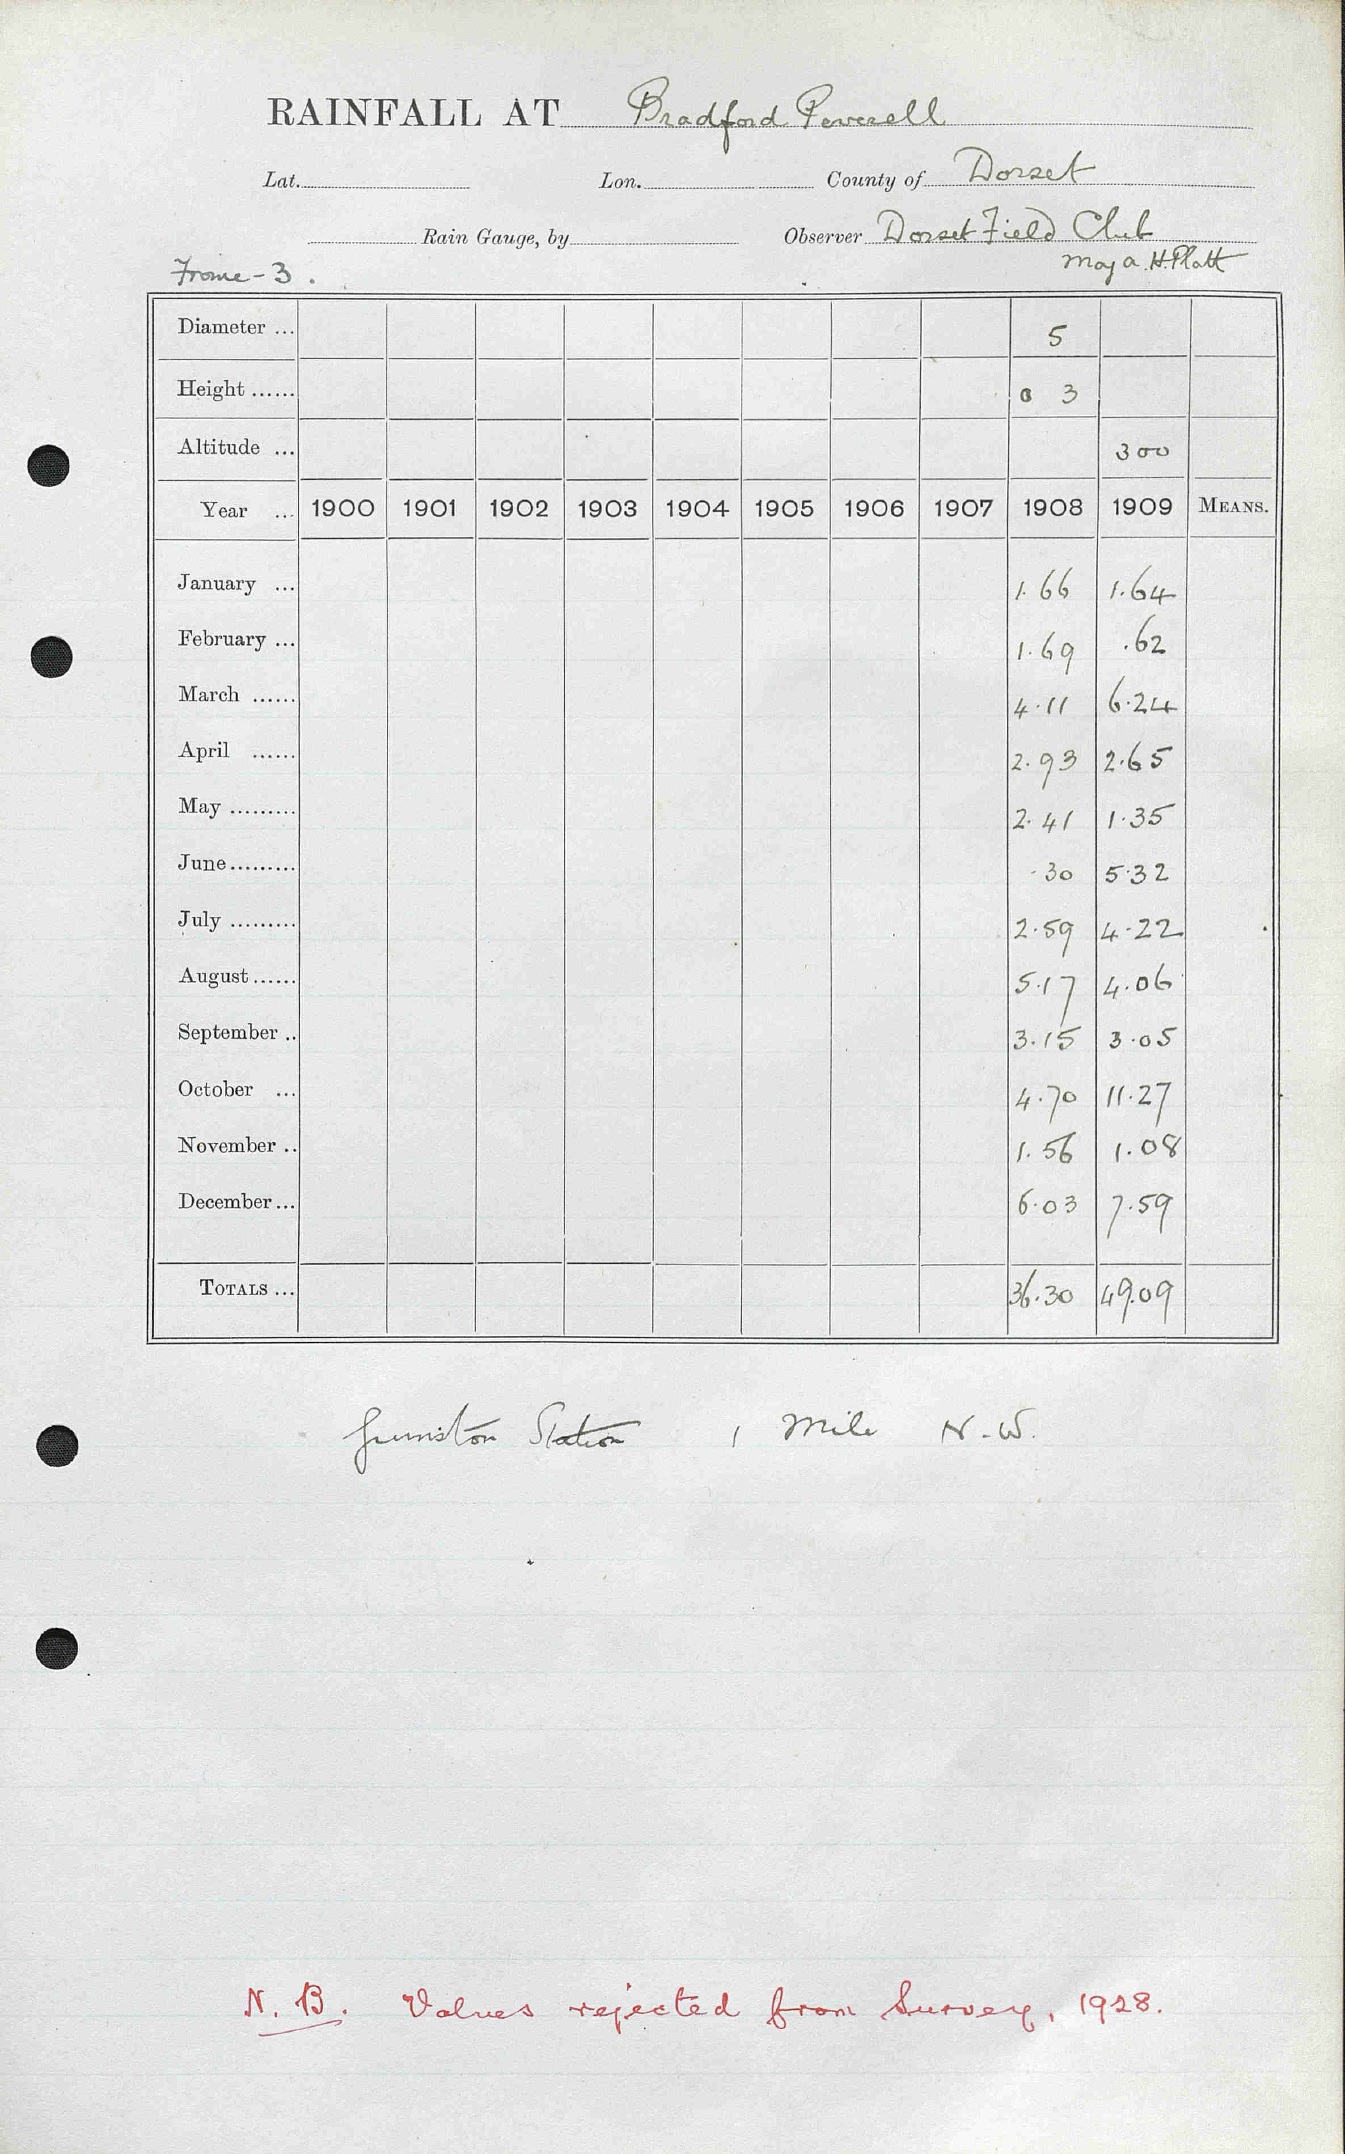 RAINFALL AT Bradford Peverell
Lat. Lon. County of Dorset
Rain Gauge, by Observer Dorset Field Club
Frome - 3. Maj A. H. Platt
Diameter ... 5
Height ...... 0 3
Altitude ... 300
Year ... 1900 1901 1902 1903 1904 1905 1906 1907 1908 1909 MEANS.
January ... 1.66 1.64
February ... 1.69 .62
March ...... 4.11 6.24
April ...... 2.93 2.65
May ......... 2.41 1.35
June ......... .30 5.32
July ......... 2.59 4.22
August ...... 5.17 4.06
September .. 3.15 3.05
October ... 4.70 11.27
November .. 1.56 1.08
December ... 6.03 7.59
TOTALS ... 36.30 49.09
Station 1 Mile N.W.
N.B. Values rejected from Survey, 1928.